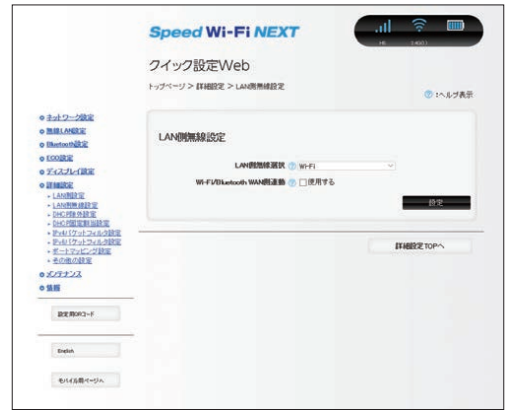 Speed Wi-Fi NEXT
クイック設定Web
トップページ > 詳細設定 > LAN側無線設定
?:ヘルプ表示
ネットワーク設定
無線LAN設定
Bluetooth設定
ECO設定
ディスプレイ設定
詳細設定
LAN側設定
LAN側無線設定
DHCP除外設定
DHCP固定割当設定
IPv4パケットフィルタ設定
IPv6パケットフィルタ設定
ポートマッピング設定
その他の設定
メンテナンス
情報
LAN側無線設定
LAN側無線選択 ? Wi-Fi
Wi-Fi/Bluetooth WAN側連動 ? 使用する
設定
詳細設定TOPへ
設定用QRコード
English
モバイル用ページへ